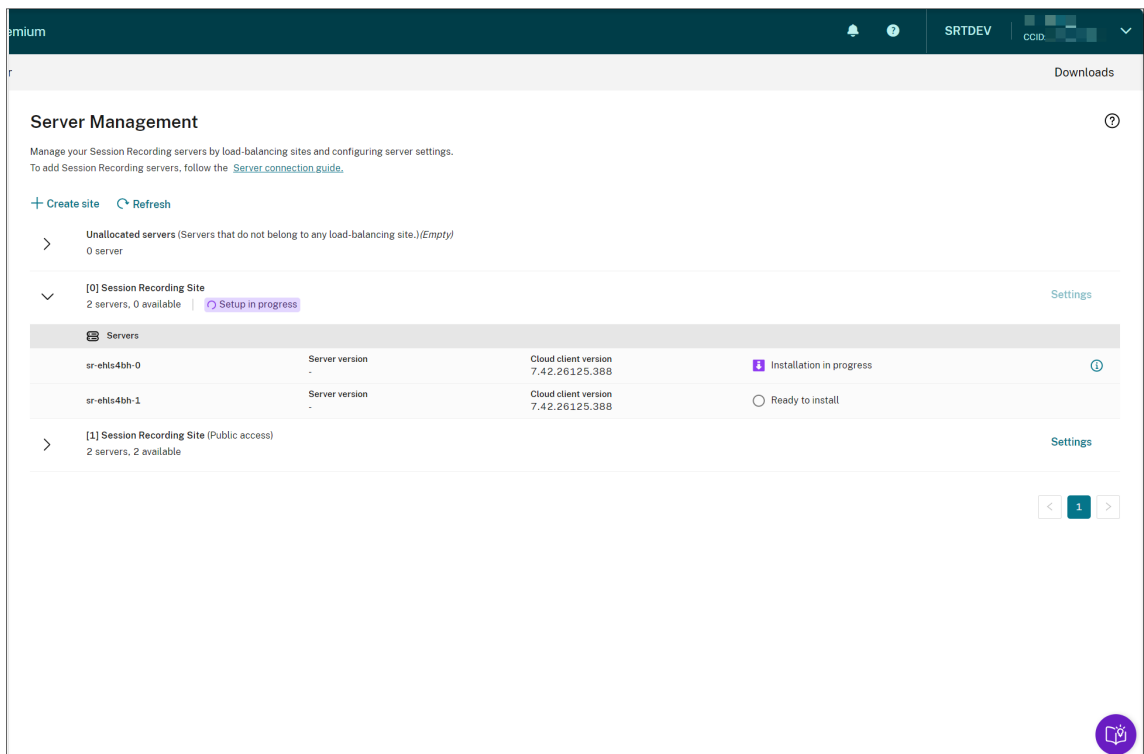 emium
SRTDEV
CCID:
r
Downloads
Server Management
Manage your Session Recording servers by load-balancing sites and configuring server settings.
To add Session Recording servers, follow the Server connection guide.
Create site Refresh
Unallocated servers (Servers that do not belong to any load-balancing site.)(Empty)
0 server
[0] Session Recording Site
2 servers, 0 available Setup in progress
Settings
Servers
sr-ehls4bh-0 Server version - Cloud client version 7.42.26125.388 Installation in progress
sr-ehls4bh-1 Server version - Cloud client version 7.42.26125.388 Ready to install
[1] Session Recording Site (Public access)
2 servers, 2 available
Settings
< 1 >